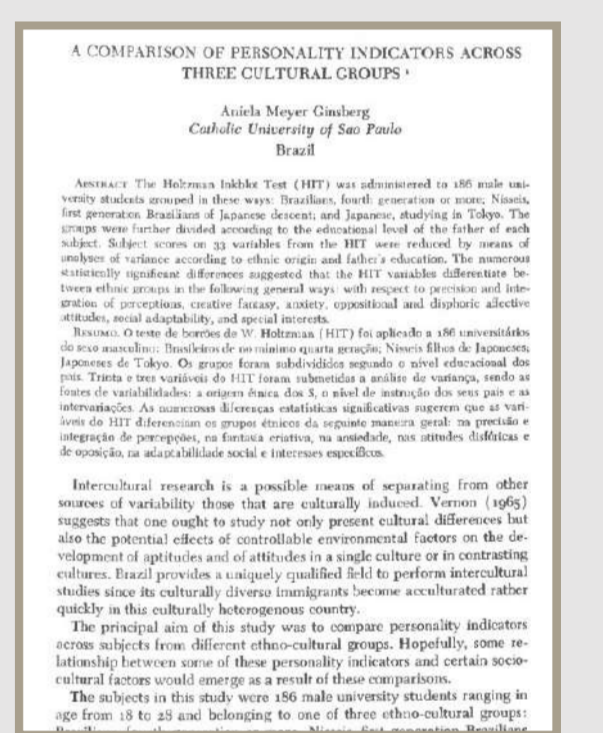 A COMPARISON OF PERSONALITY INDICATORS ACROSS
THREE CULTURAL GROUPS ¹
Aniela Meyer Ginsberg
Catholic University of Sao Paulo
Brazil
ABSTRACT The Holtzman Inkblot Test (HIT) was administered to 186 male uni-
versity students grouped in these ways: Brazilians, fourth generation or more; Nisseis,
first generation Brazilians of Japanese descent; and Japanese, studying in Tokyo. The
groups were further divided according to the educational level of the father of each
subject. Subject scores on 33 variables from the HIT were reduced by means of
analyses of variance according to ethnic origin and father's education. The numerous
statistically significant differences suggested that the HIT variables differentiate be-
tween ethnic groups in the following general ways: with respect to precision and inte-
gration of perceptions, creative fantasy, anxiety, oppositional and disphoric affective
attitudes, social adaptability, and special interests.
RESUMO. O teste de borrões de W. Holtzman (HIT) foi aplicado a 186 universitários
do sexo masculino: Brasileiros de no minimo quarta geração; Nisseis filhos de Japoneses;
Japoneses de Tokyo. Os grupos foram subdivididos segundo o nivel educacional dos
pais. Trinta e tres variáveis do HIT foram submetidas a análise de variança, sendo as
fontes de variabilidades: a origem étnica dos S, o nivel de instrução dos seus pais e as
intervariações. As numerosas diferenças estatísticas significativas sugerem que as vari-
áveis do HIT diferenciam os grupos étnicos da seguinte maneira geral: na precisão e
integração de percepções, na fantasia criativa, na ansiedade, nas atitudes disfóricas e
de oposição, na adaptabilidade social e interesses específicos.
Intercultural research is a possible means of separating from other
sources of variability those that are culturally induced. Vernon (1965)
suggests that one ought to study not only present cultural differences but
also the potential effects of controllable environmental factors on the de-
velopment of aptitudes and of attitudes in a single culture or in contrasting
cultures. Brazil provides a uniquely qualified field to perform intercultural
studies since its culturally diverse immigrants become acculturated rather
quickly in this culturally heterogenous country.
The principal aim of this study was to compare personality indicators
across subjects from different ethno-cultural groups. Hopefully, some re-
lationship between some of these personality indicators and certain socio-
cultural factors would emerge as a result of these comparisons.
The subjects in this study were 186 male university students ranging in
age from 18 to 28 and belonging to one of three ethno-cultural groups: